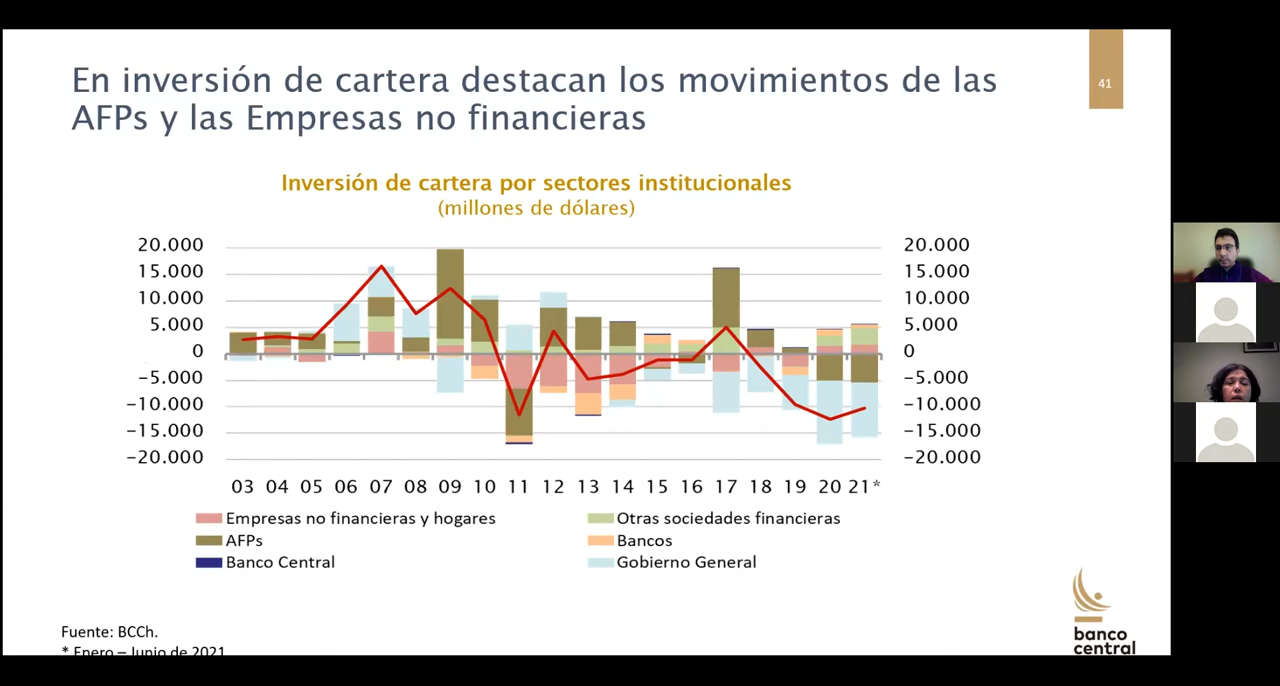 En inversión de cartera destacan los movimientos de las
AFPs y las Empresas no financieras
41
Inversión de cartera por sectores institucionales
(millones de dólares)
20.000
15.000
10.000
5.000
0
−5.000
−10.000
−15.000
−20.000
20.000
15.000
10.000
5.000
0
−5.000
−10.000
−15.000
−20.000
03 04 05 06 07 08 09 10 11 12 13 14 15 16 17 18 19 20 21*
Empresas no financieras y hogares
Otras sociedades financieras
AFPs
Bancos
Banco Central
Gobierno General
Fuente: BCCh.
* Enero – Junio de 2021
banco
central